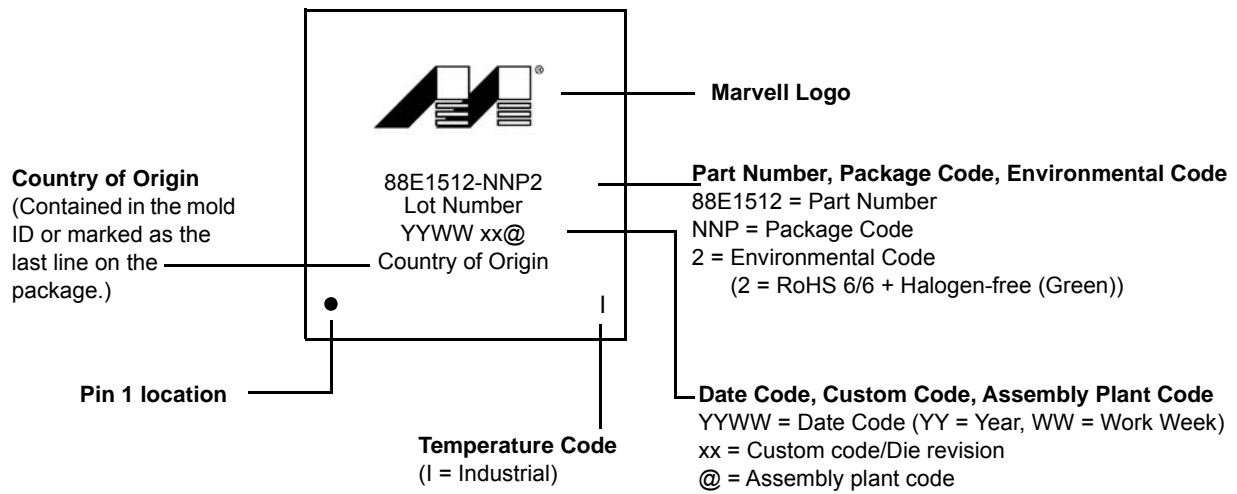 ®
Marvell Logo
88E1512-NNP2
Lot Number
YYWW xx@
Country of Origin
I
Country of Origin
(Contained in the mold
ID or marked as the
last line on the
package.)
Part Number, Package Code, Environmental Code
88E1512 = Part Number
NNP = Package Code
2 = Environmental Code
(2 = RoHS 6/6 + Halogen-free (Green))
Pin 1 location
Temperature Code
(I = Industrial)
Date Code, Custom Code, Assembly Plant Code
YYWW = Date Code (YY = Year, WW = Work Week)
xx = Custom code/Die revision
@ = Assembly plant code